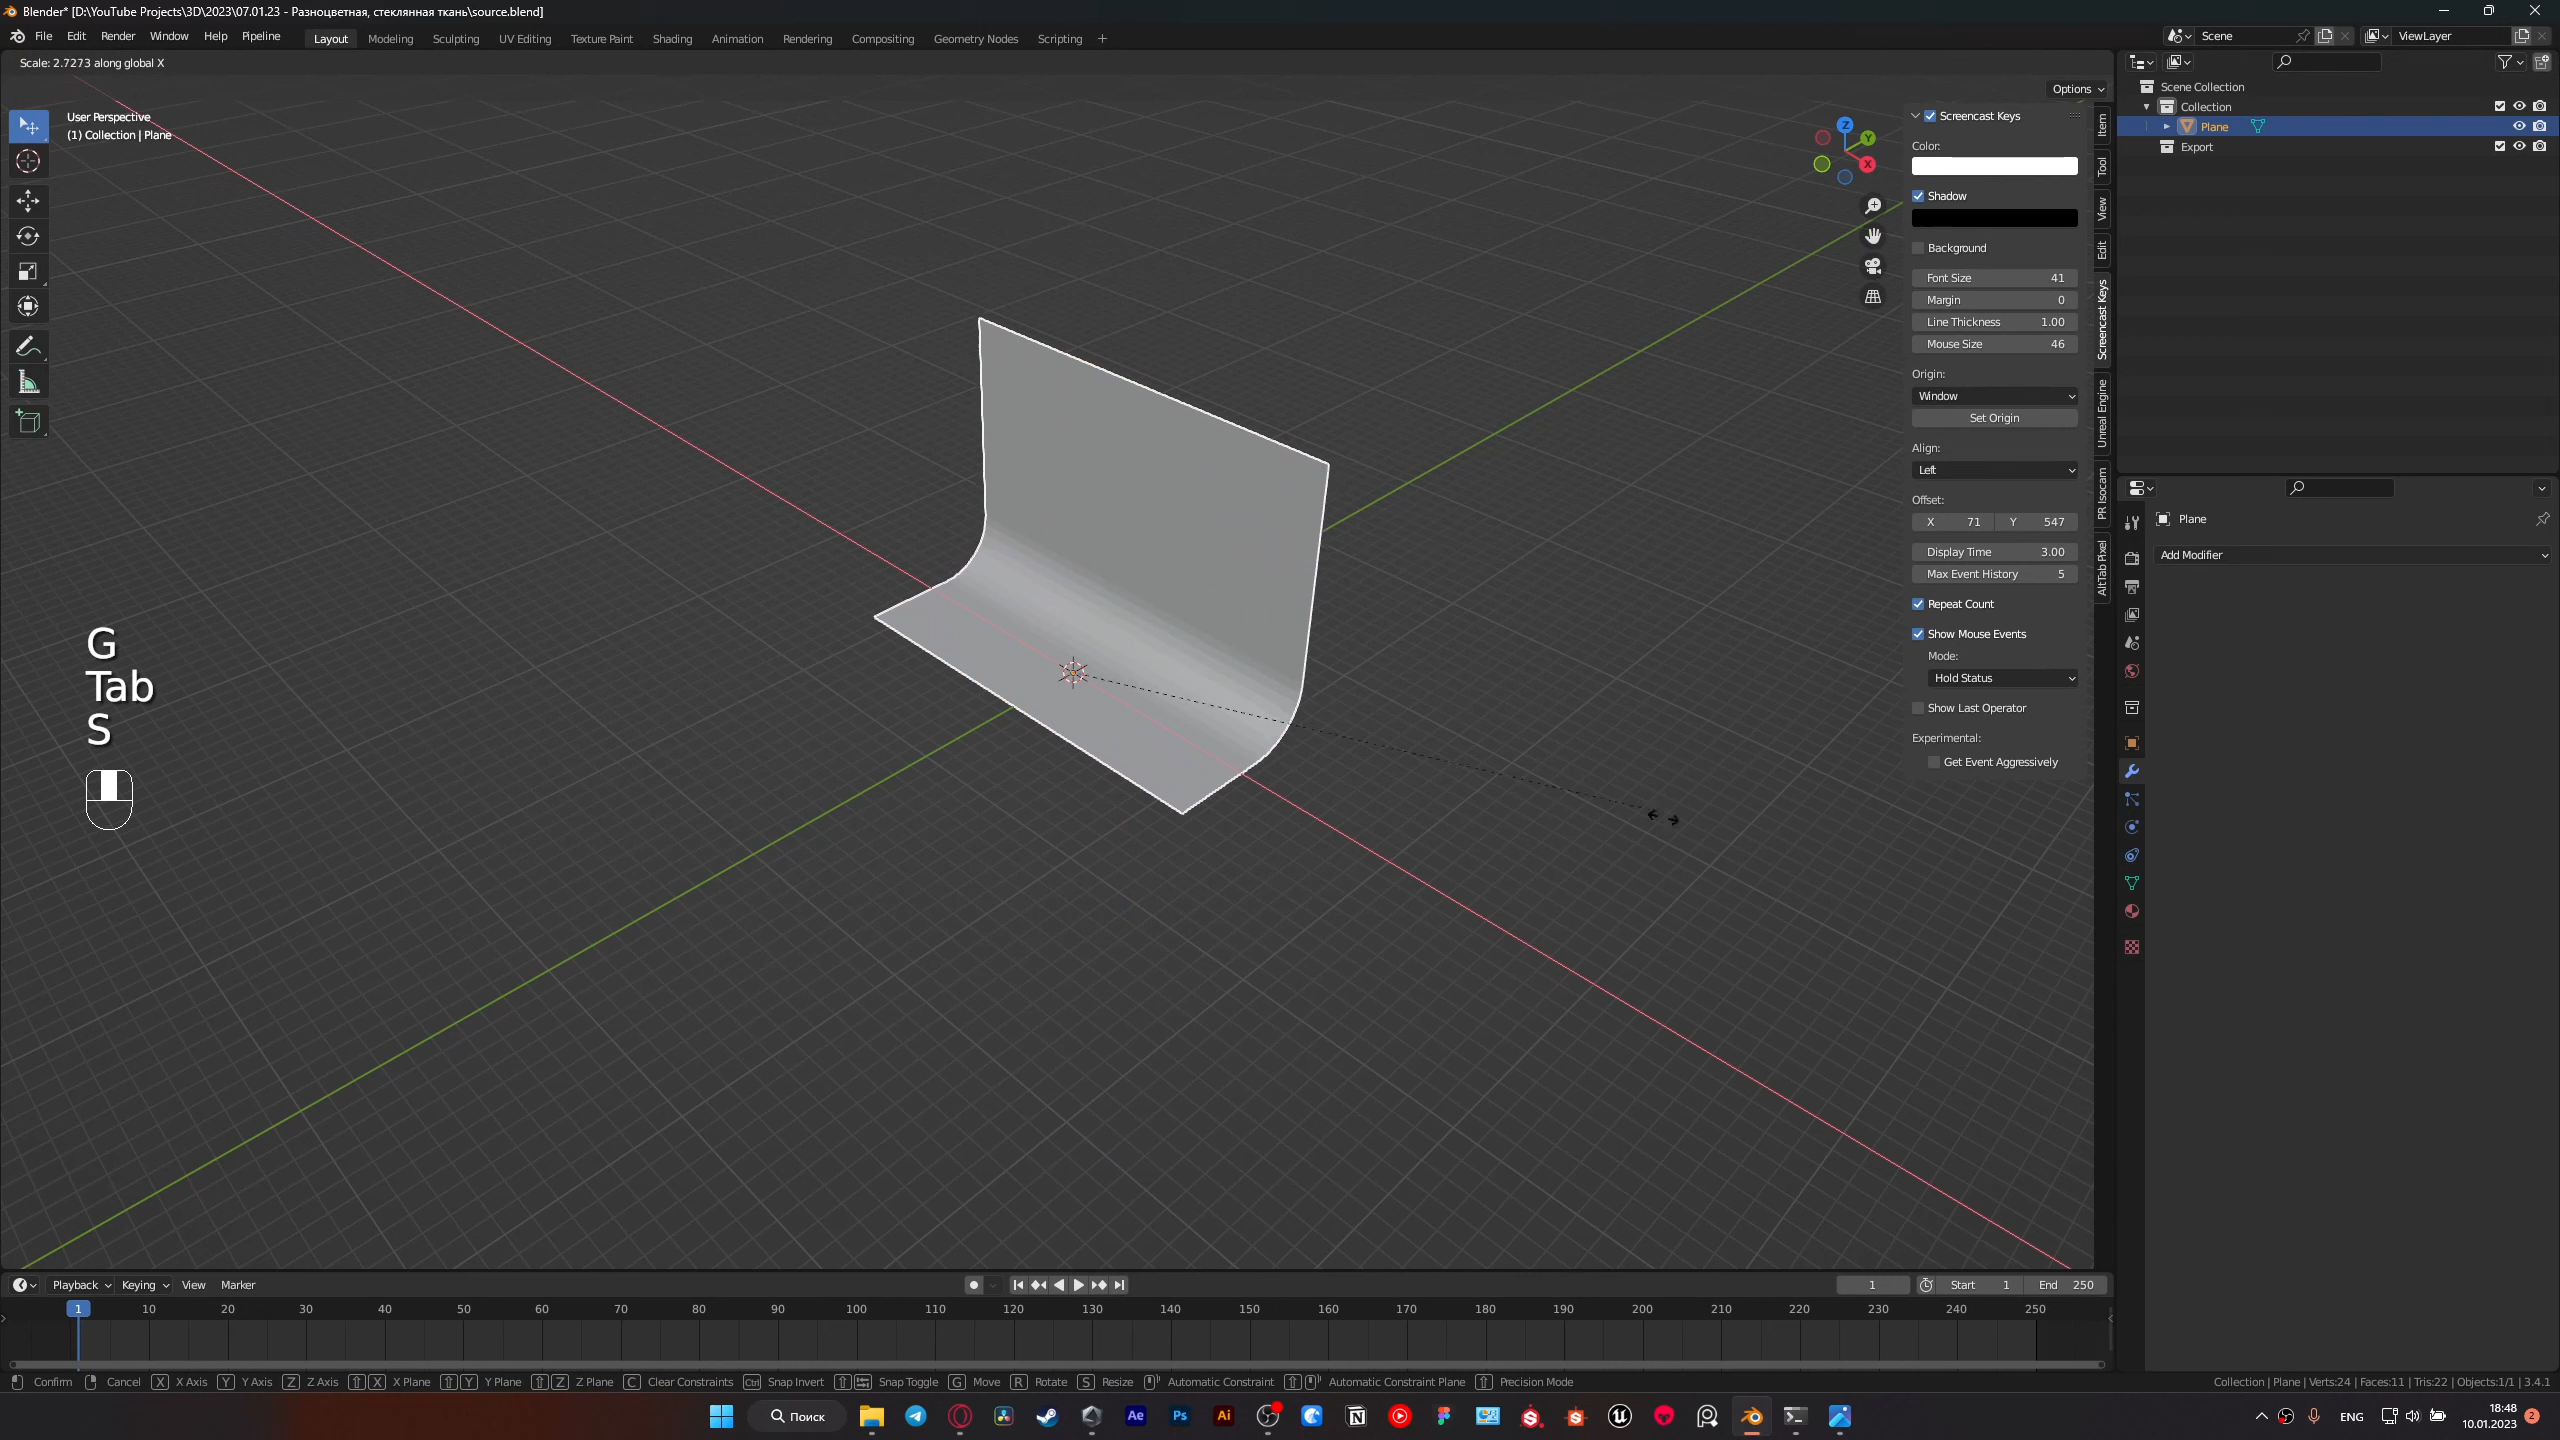 Blender* [D:\YouTube Projects\3D\2023\07.01.23 - Разноцветная, стеклянная ткань\source.blend]
File Edit Render Window Help Pipeline Layout Modeling Sculpting UV Editing Texture Paint Shading Animation Rendering Compositing Geometry Nodes Scripting + Scene ViewLayer
Scale: 2.7273 along global X
Options
User Perspective
(1) Collection | Plane
Z
Y
X
Screencast Keys
Color:
Shadow
Background
Font Size 41
Margin 0
Line Thickness 1.00
Mouse Size 46
Origin:
Window
Set Origin
Align:
Left
Offset:
X 71 Y 547
Display Time 3.00
Max Event History 5
Repeat Count
Show Mouse Events
Mode:
Hold Status
Show Last Operator
Experimental:
Get Event Aggressively
Item
Tool
View
Edit
Screencast Keys
Unreal Engine
PR Isocam
AltTab Pixel
Scene Collection
Collection
Plane
Export
Plane
Add Modifier
G
Tab
S
Playback Keying View Marker 1 Start 1 End 250
1 10 20 30 40 50 60 70 80 90 100 110 120 130 140 150 160 170 180 190 200 210 220 230 240 250
Confirm Cancel X X Axis Y Y Axis Z Z Axis X X Plane Y Y Plane Z Z Plane C Clear Constraints Ctrl Snap Invert Snap Toggle G Move R Rotate S Resize Automatic Constraint Automatic Constraint Plane Precision Mode Collection | Plane | Verts:24 | Faces:11 | Tris:22 | Objects:1/1 | 3.4.1
Поиск Ae Ps Ai ENG 18:48
10.01.2023 2